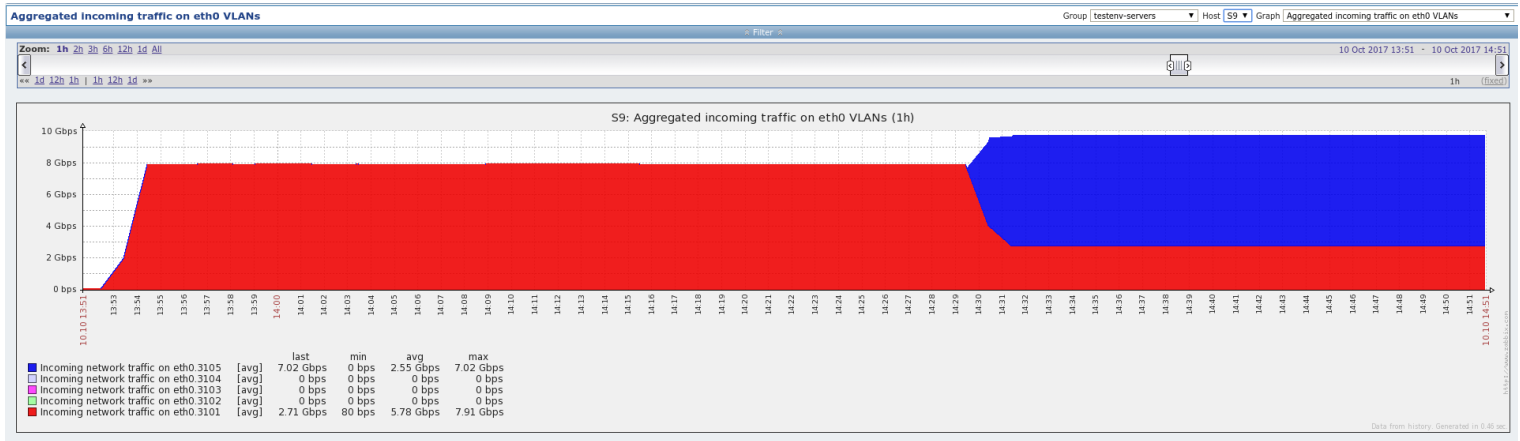 Aggregated incoming traffic on eth0 VLANs Group testenv-servers Host S9 Graph Aggregated incoming traffic on eth0 VLANs
« Filter »
Zoom: 1h 2h 3h 6h 12h 1d All 10 Oct 2017 13:51 - 10 Oct 2017 14:51
«« 1d 12h 1h | 1h 12h 1d »» 1h (fixed)
S9: Aggregated incoming traffic on eth0 VLANs (1h)
10 Gbps
8 Gbps
6 Gbps
4 Gbps
2 Gbps
0 bps
10.10 13:51 13:53 13:54 13:55 13:56 13:57 13:58 13:59 14:00 14:01 14:02 14:03 14:04 14:05 14:06 14:07 14:08 14:09 14:10 14:11 14:12 14:13 14:14 14:15 14:16 14:17 14:18 14:19 14:20 14:21 14:22 14:23 14:24 14:25 14:26 14:27 14:28 14:29 14:30 14:31 14:32 14:33 14:34 14:35 14:36 14:37 14:38 14:39 14:40 14:41 14:42 14:43 14:44 14:45 14:46 14:47 14:48 14:49 14:50 14:51 10.10 14:51
last min avg max
Incoming network traffic on eth0.3105 [avg] 7.02 Gbps 0 bps 2.55 Gbps 7.02 Gbps
Incoming network traffic on eth0.3104 [avg] 0 bps 0 bps 0 bps 0 bps
Incoming network traffic on eth0.3103 [avg] 0 bps 0 bps 0 bps 0 bps
Incoming network traffic on eth0.3102 [avg] 0 bps 0 bps 0 bps 0 bps
Incoming network traffic on eth0.3101 [avg] 2.71 Gbps 80 bps 5.78 Gbps 7.91 Gbps
http://www.zabbix.com
Data from history. Generated in 0.46 sec.